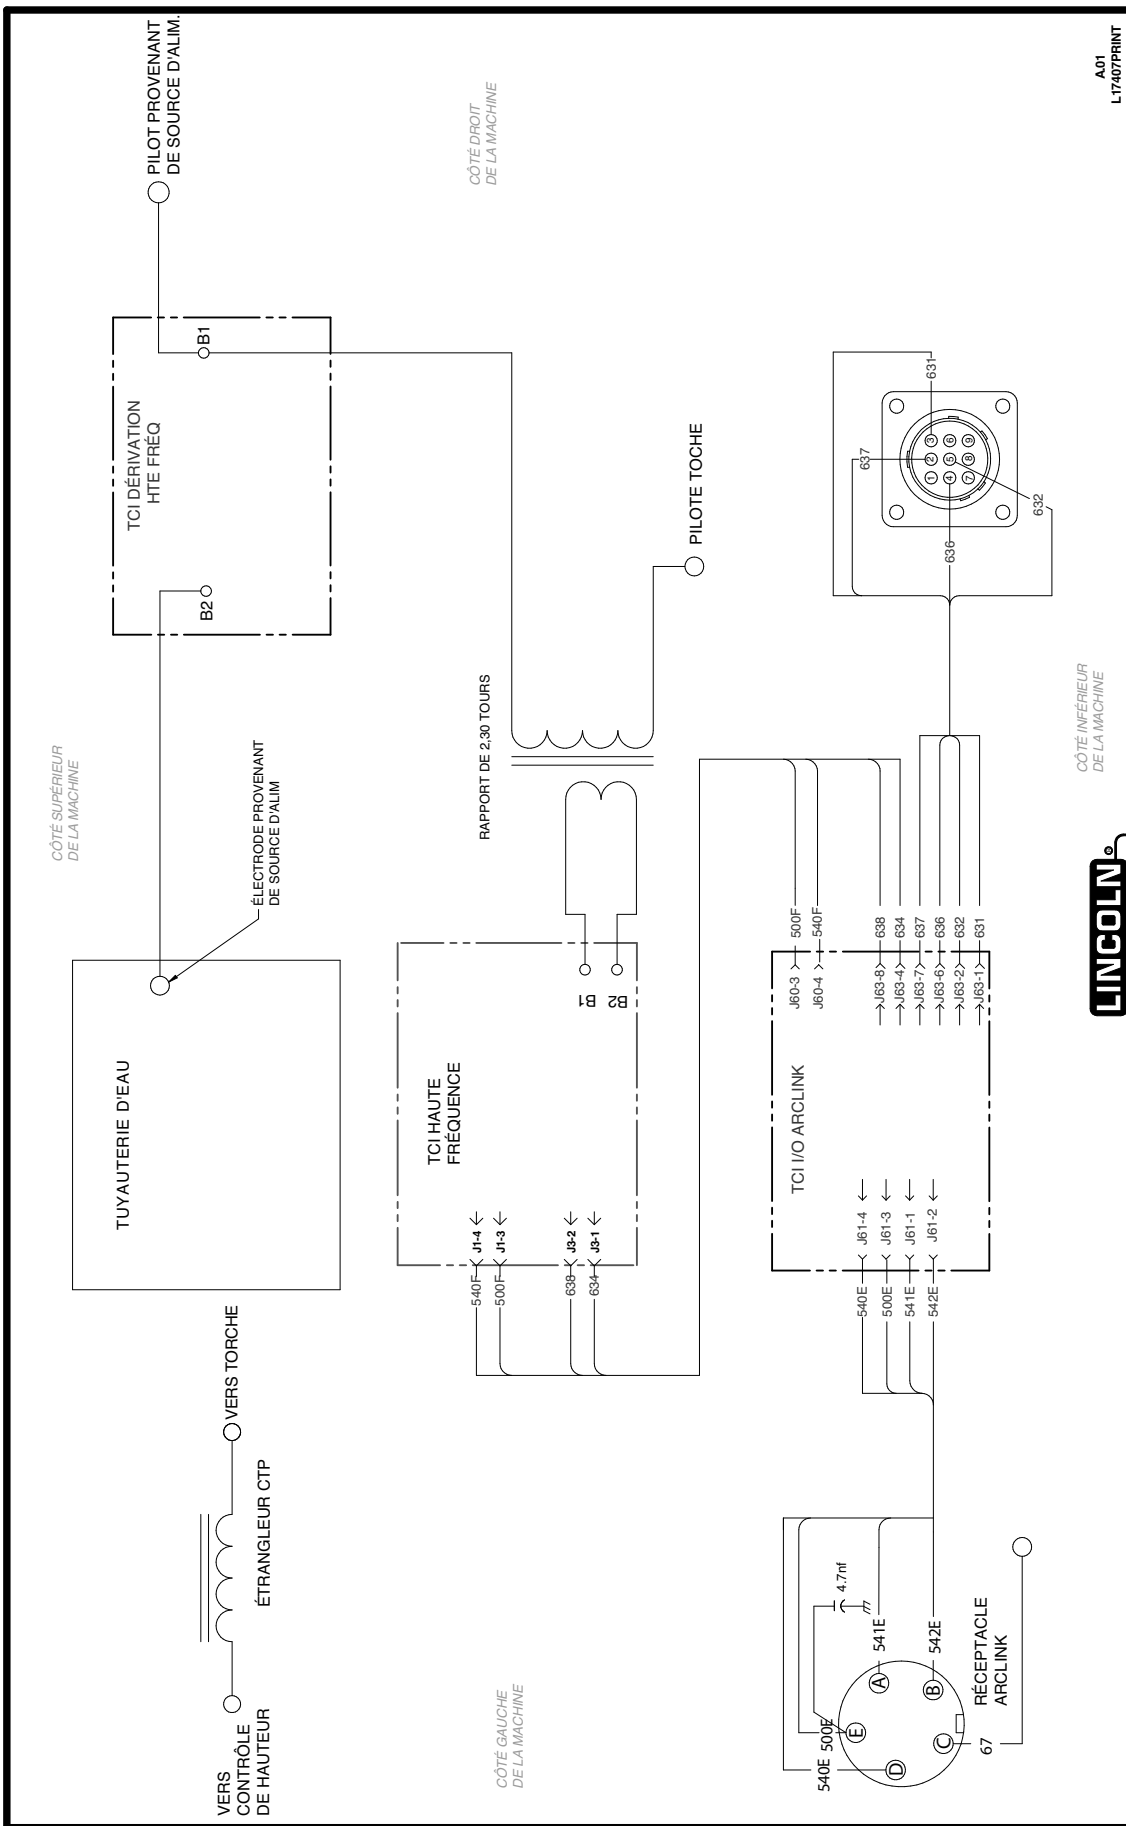 CÔTÉ SUPÉRIEUR
DE LA MACHINE
VERS
CONTRÔLE
DE HAUTEUR
ÉTRANGLEUR CTP
VERS TORCHE
TUYAUTERIE D'EAU
ÉLECTRODE PROVENANT
DE SOURCE D'ALIM
TCI DÉRIVATION
HTE FRÉQ
B2
B1
PILOT PROVENANT
DE SOURCE D'ALIM.
CÔTÉ GAUCHE
DE LA MACHINE
CÔTÉ DROIT
DE LA MACHINE
TCI HAUTE
FRÉQUENCE
540F
J1-4
500F
J1-3
638
J3-2
634
J3-1
B1
B2
RAPPORT DE 2,30 TOURS
PILOTE TOCHE
TCI I/O ARCLINK
540E
J61-4
500E
J61-3
541E
J61-1
542E
J61-2
J60-3
500F
J60-4
540F
J63-8
638
J63-4
634
J63-7
637
J63-6
636
J63-2
632
J63-1
631
540E
500E
541E
542E
67
4.7nf
A
B
C
D
E
RÉCEPTACLE
ARCLINK
637
631
636
632
1
2
3
4
5
6
7
8
9
CÔTÉ INFÉRIEUR
DE LA MACHINE
LINCOLN
®
A.01
L17407PRINT